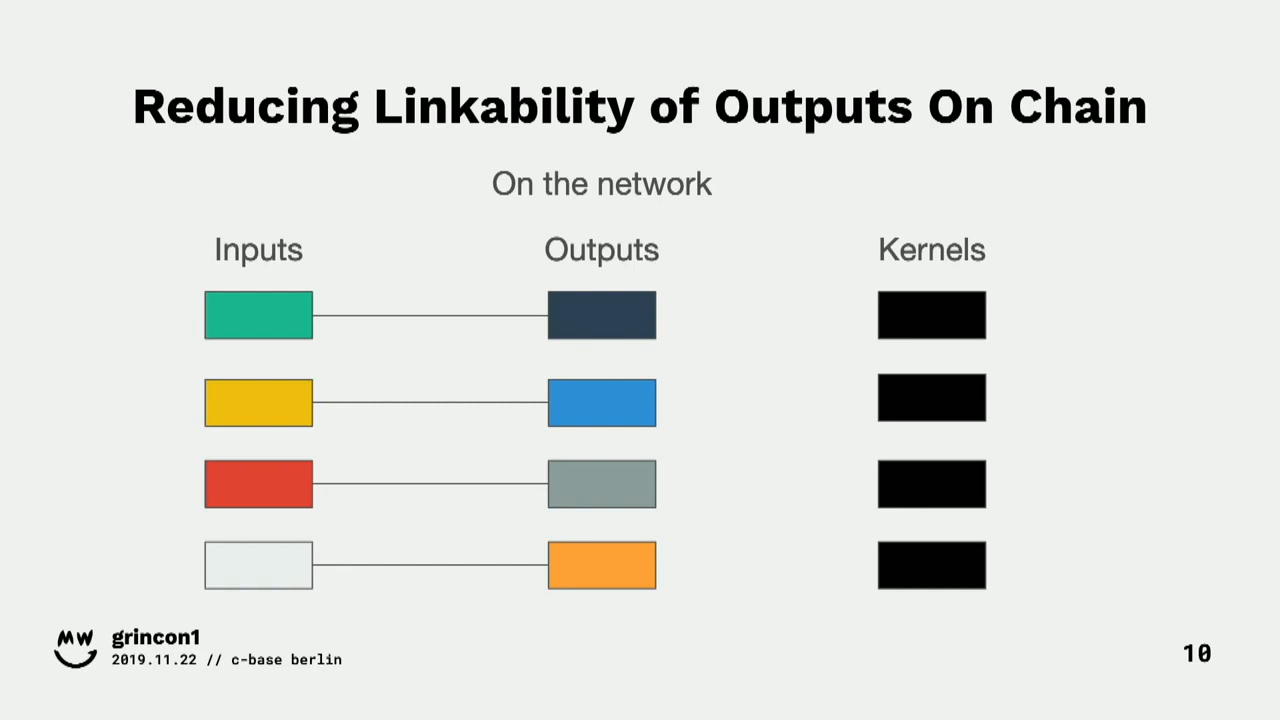 Reducing Linkability of Outputs On Chain
On the network
Inputs
Outputs
Kernels
MW
grincon1
2019.11.22 // c-base berlin
10